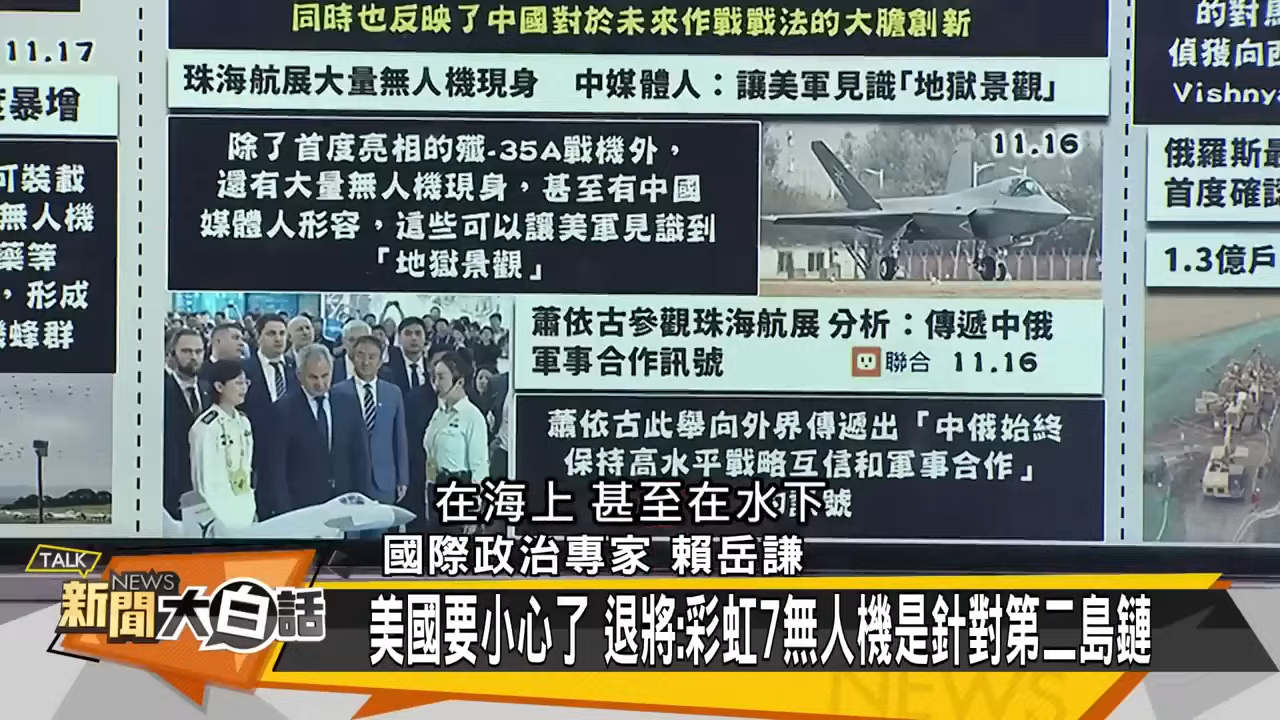 同時也反映了中國對於未來作戰戰法的大膽創新
11.17
度暴增
可裝載
無人機
藥等
，形成
機蜂群
珠海航展大量無人機現身 中媒體人：讓美軍見識「地獄景觀」
除了首度亮相的殲-35A戰機外，
還有大量無人機現身，甚至有中國
媒體人形容，這些可以讓美軍見識到
「地獄景觀」
11.16
蕭依古參觀珠海航展 分析：傳遞中俄
軍事合作訊號
聯合 11.16
蕭依古此舉向外界傳遞出「中俄始終
保持高水平戰略互信和軍事合作」
的訊號
的對馬
偵獲向西
Vishnya
俄羅斯最
首度確認
1.3億戶
在海上 甚至在水下
國際政治專家 賴岳謙
TALK
NEWS
新聞大白話
美國要小心了 退將:彩虹7無人機是針對第二島鏈
NEWS